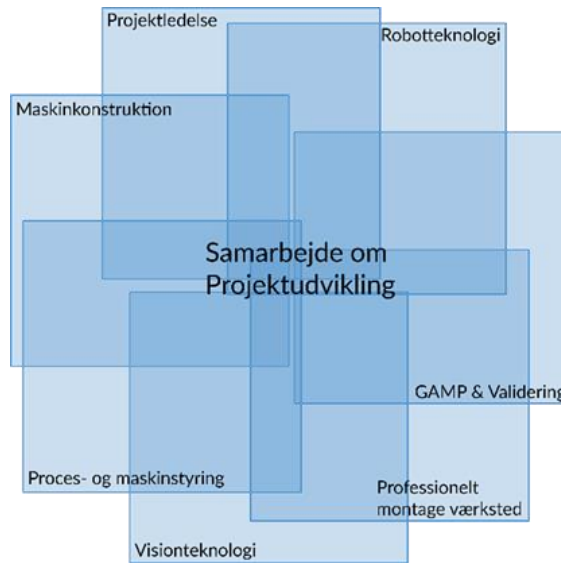 Projektledelse
Robotteknologi
Maskinkonstruktion
Samarbejde om
Projektudvikling
GAMP & Validering
Proces- og maskinstyring
Professionelt
montage værksted
Visionteknologi